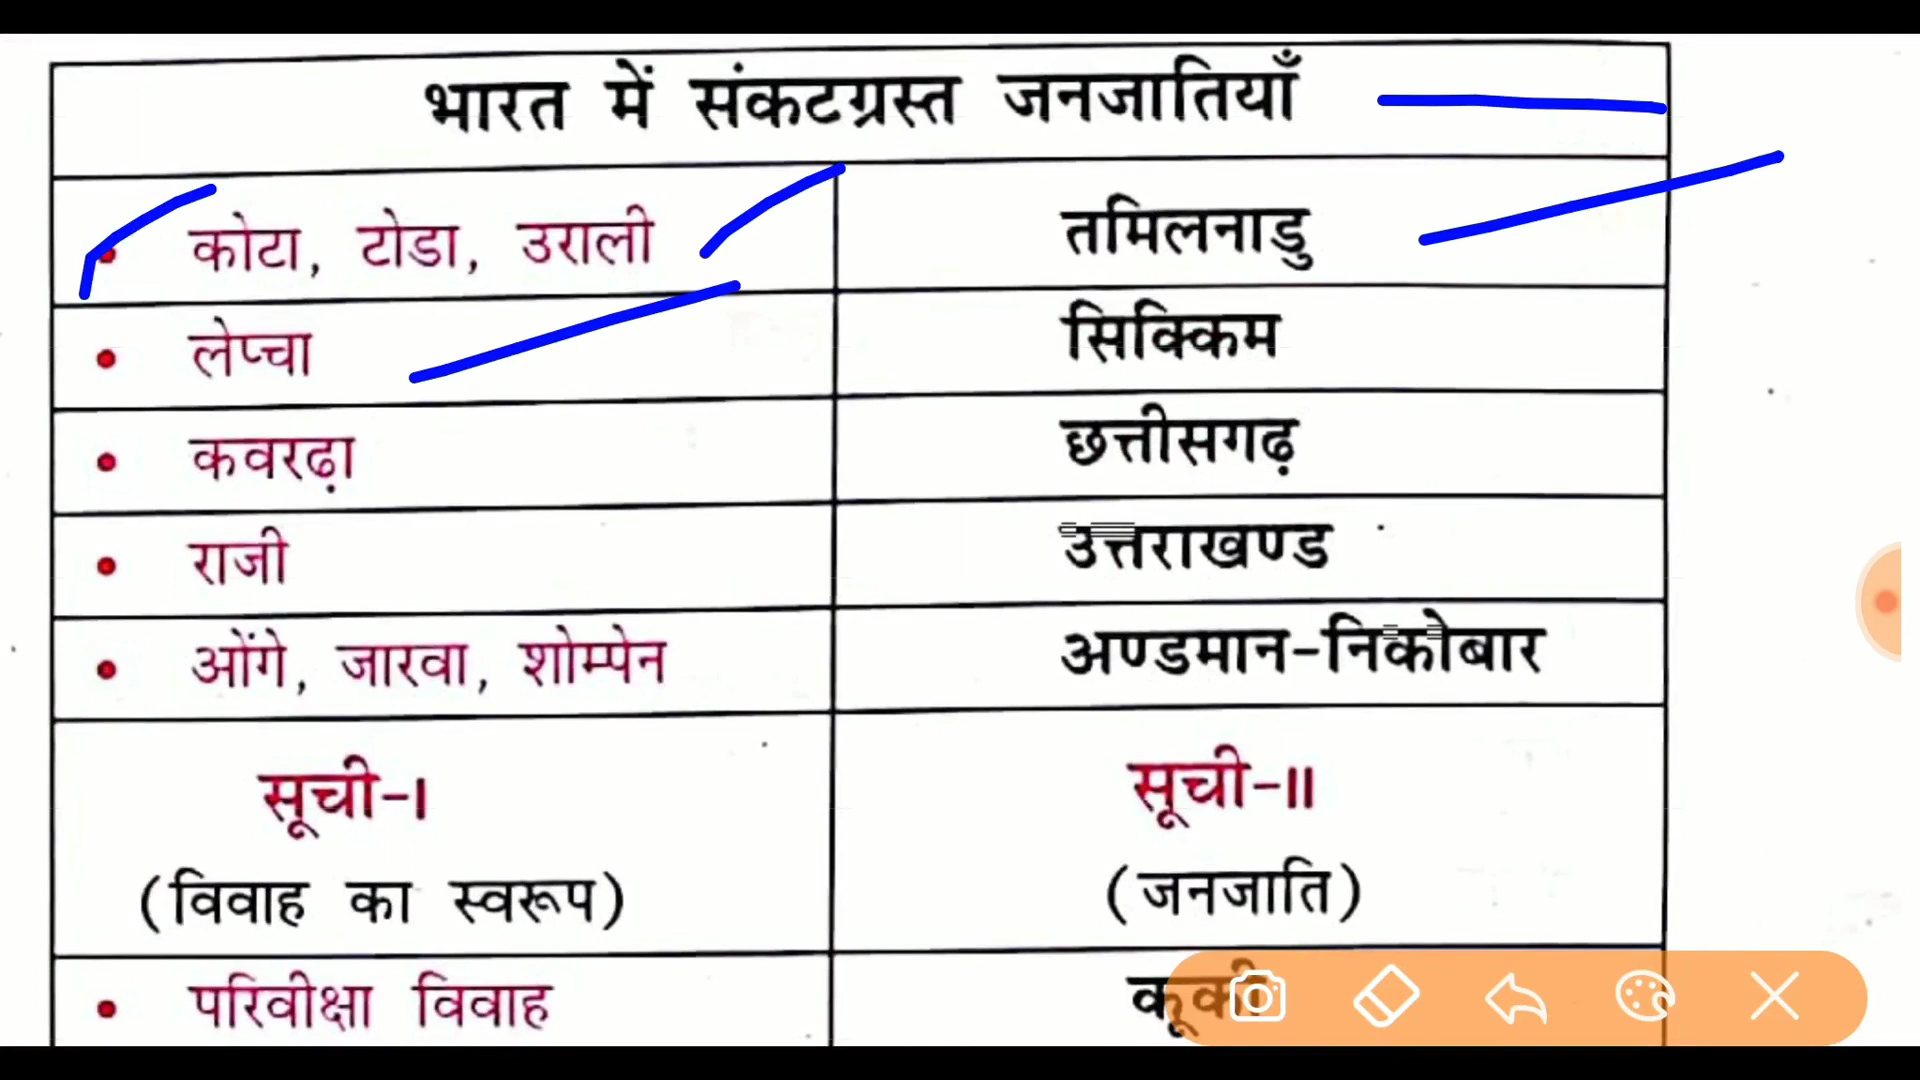 भारत में संकटग्रस्त जनजातियाँ
• कोटा, टोडा, उराली तमिलनाडु
• लेप्चा सिक्किम
• कवरढ़ा छत्तीसगढ़
• राजी उत्तराखण्ड
• ओंगे, जारवा, शोम्पेन अण्डमान-निकोबार
सूची-I सूची-II
(विवाह का स्वरूप) (जनजाति)
• परिवीक्षा विवाह कूकी